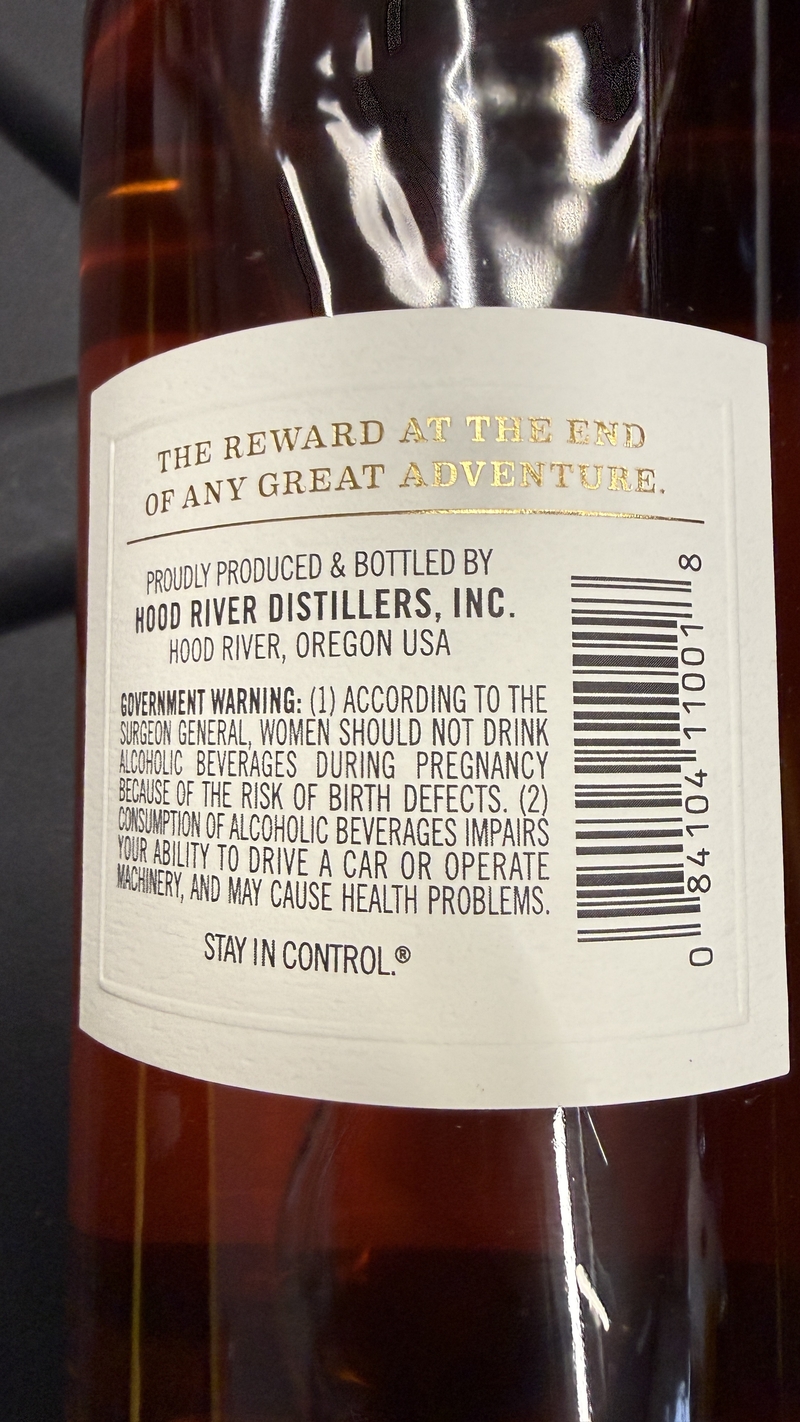 THE REWARD AT THE END
OF ANY GREAT ADVENTURE.
PROUDLY PRODUCED & BOTTLED BY
HOOD RIVER DISTILLERS, INC.
HOOD RIVER, OREGON USA
GOVERNMENT WARNING: (1) ACCORDING TO THE
SURGEON GENERAL, WOMEN SHOULD NOT DRINK
ALCOHOLIC BEVERAGES DURING PREGNANCY
BECAUSE OF THE RISK OF BIRTH DEFECTS. (2)
CONSUMPTION OF ALCOHOLIC BEVERAGES IMPAIRS
YOUR ABILITY TO DRIVE A CAR OR OPERATE
MACHINERY, AND MAY CAUSE HEALTH PROBLEMS.
STAY IN CONTROL.®
0 84104 11001 8